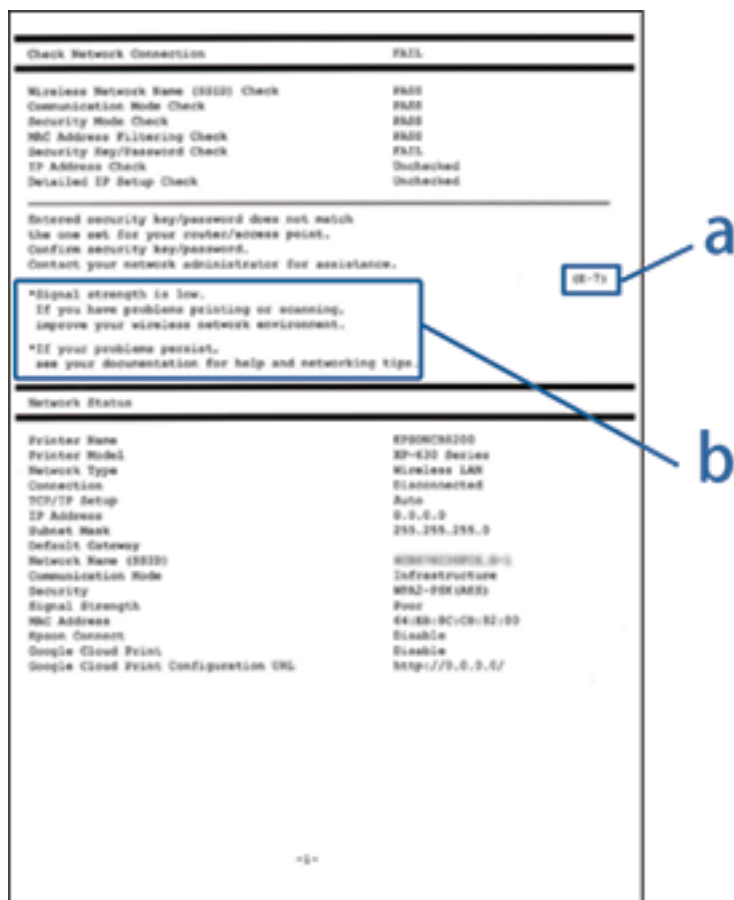 Check Network Connection FAIL
Wireless Network Name (SSID) Check PASS
Communication Mode Check PASS
Security Mode Check PASS
MAC Address Filtering Check PASS
Security Key/Password Check FAIL
IP Address Check Unchecked
Detailed IP Setup Check Unchecked
Entered security key/password does not match
the one set for your router/access point.
Confirm security key/password.
Contact your network administrator for assistance.
(E-7)
a
*Signal strength is low.
If you have problems printing or scanning,
improve your wireless network environment.
*If your problems persist,
see your documentation for help and networking tips.
b
Network Status
Printer Name
Printer Model XP-630 Series
Network Type Wireless LAN
Connection Disconnected
TCP/IP Setup Auto
IP Address 0.0.0.0
Subnet Mask 255.255.255.0
Default Gateway
Network Name (SSID)
Communication Mode Infrastructure
Security WPA2-PSK(AES)
Signal Strength Poor
MAC Address
Epson Connect Disable
Google Cloud Print Disable
Google Cloud Print Configuration URL http://0.0.0.0/
-1-